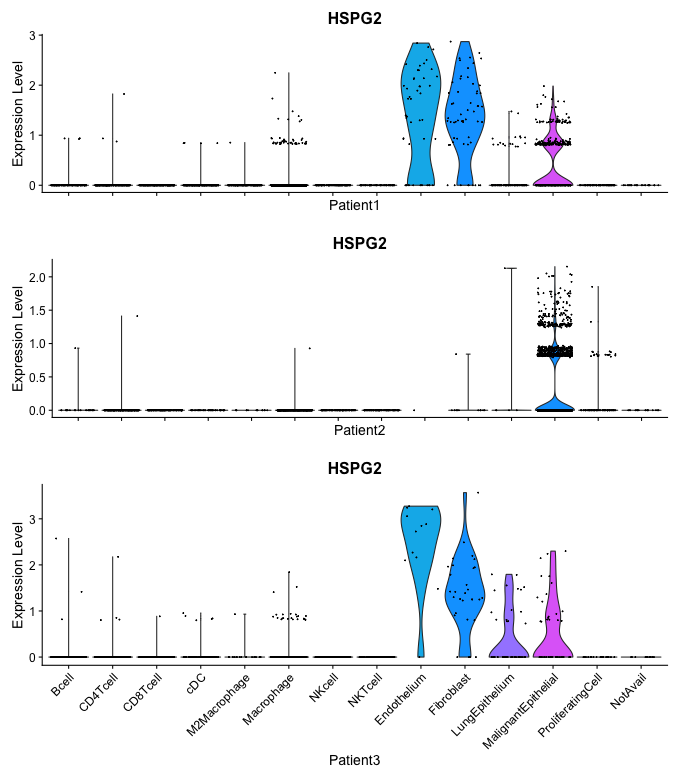 HSPG2
3
2
1
0
Expression Level
Patient1
HSPG2
2.0
1.5
1.0
0.5
0.0
Expression Level
Patient2
HSPG2
3
2
1
0
Expression Level
Bcell
CD4Tcell
CD8Tcell
cDC
M2Macrophage
Macrophage
NKcell
NKTcell
Endothelium
Fibroblast
LungEpithelium
MalignantEpithelial
ProliferatingCell
NotAvail
Patient3